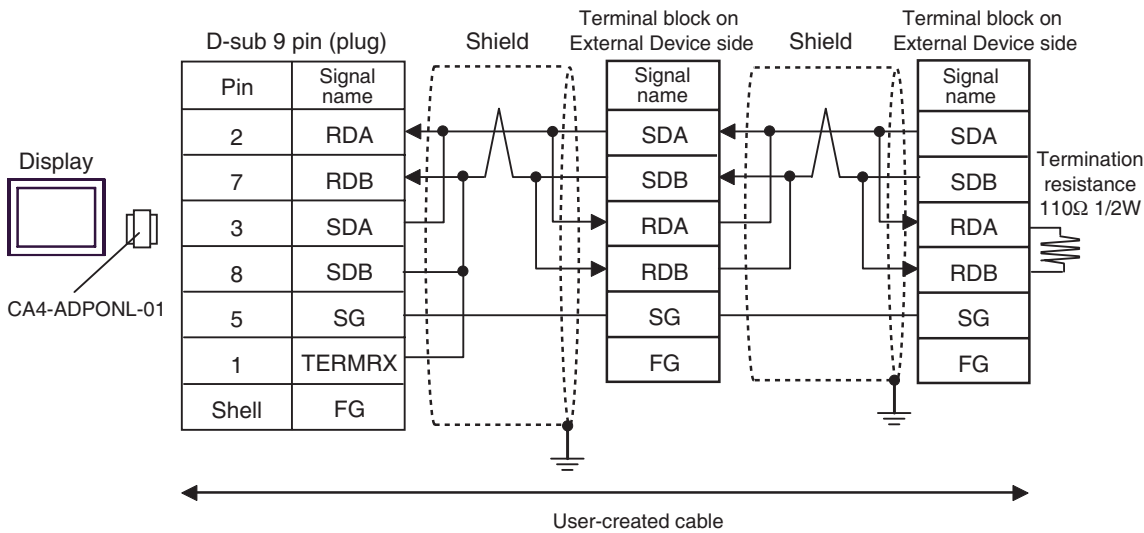 D-sub 9 pin (plug)
Shield
Terminal block on
External Device side
Shield
Terminal block on
External Device side
Pin
Signal
name
2
RDA
7
RDB
3
SDA
8
SDB
5
SG
1
TERMRX
Shell
FG
Display
CA4-ADPONL-01
Signal
name
SDA
SDB
RDA
RDB
SG
FG
Signal
name
SDA
SDB
RDA
RDB
SG
FG
Termination
resistance
110Ω 1/2W
User-created cable